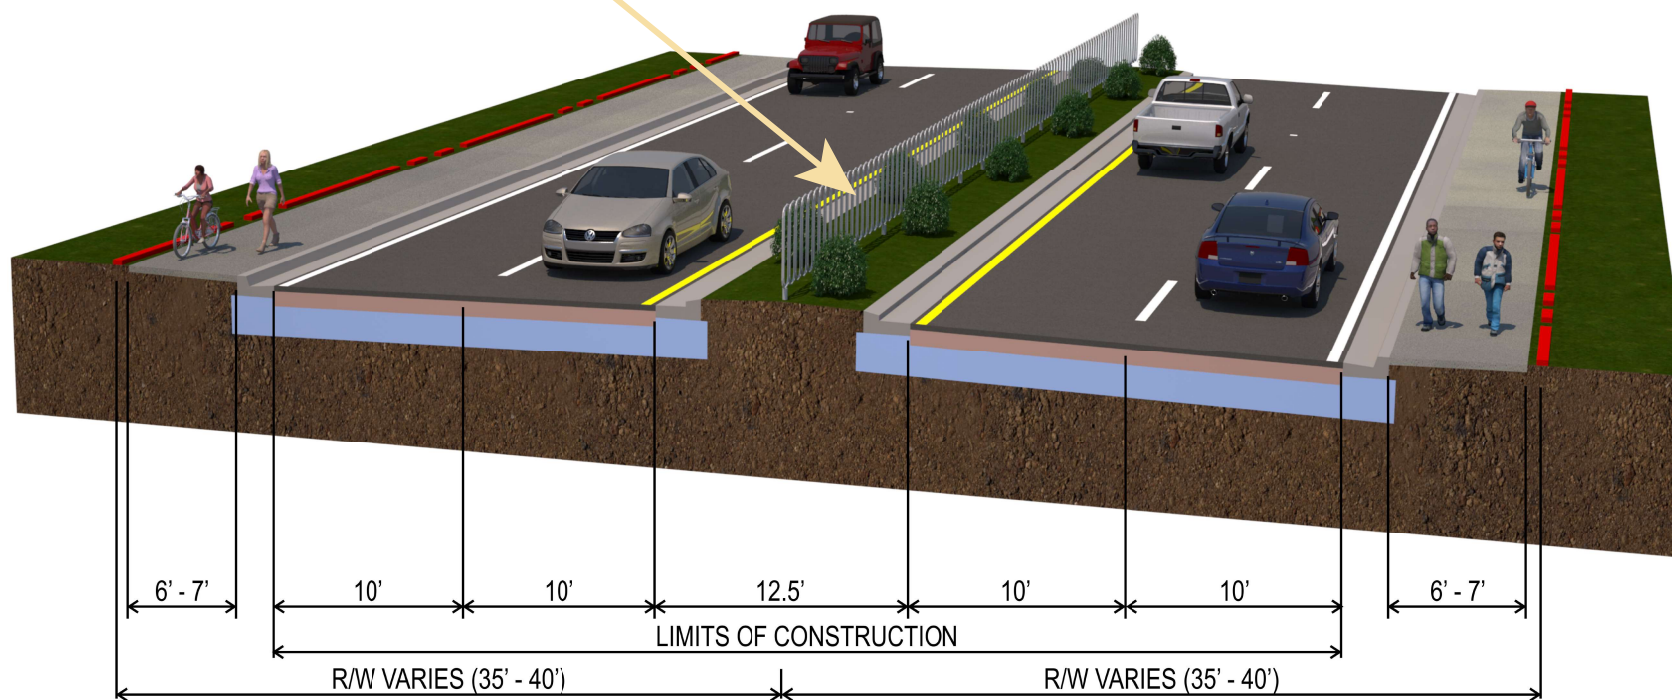 6’ - 7’ 10’ 10’ 12.5’ 10’ 10’ 6’ - 7’
LIMITS OF CONSTRUCTION
R/W VARIES (35’ - 40’) R/W VARIES (35’ - 40’)